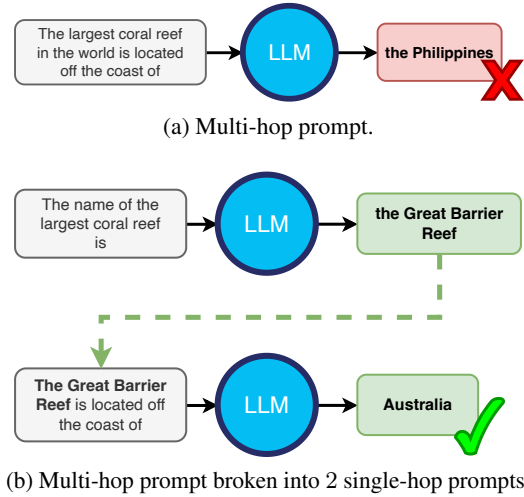 The largest coral reef
in the world is located
off the coast of
LLM
the Philippines
(a) Multi-hop prompt.
The name of the
largest coral reef
is
LLM
the Great Barrier
Reef
The Great Barrier
Reef is located off
the coast of
LLM
Australia
(b) Multi-hop prompt broken into 2 single-hop prompts